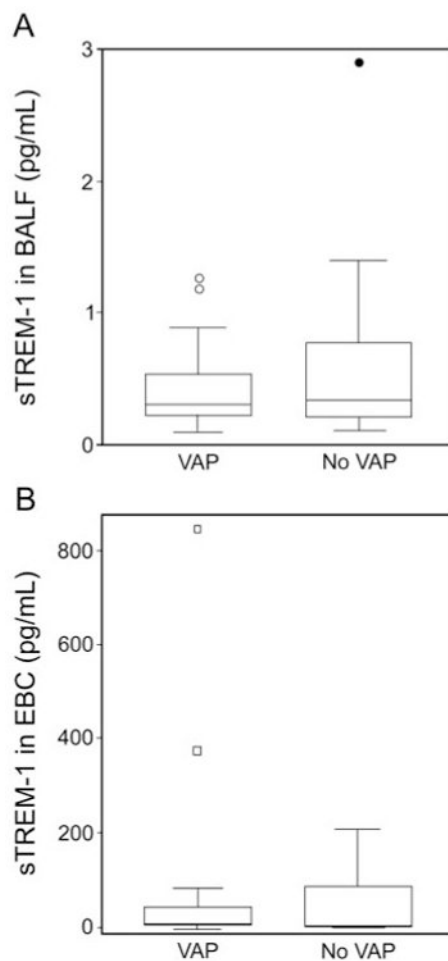 A
sTREM-1 in BALF (pg/mL)
3
2
1
0
VAP
No VAP
B
sTREM-1 in EBC (pg/mL)
800
600
400
200
0
VAP
No VAP